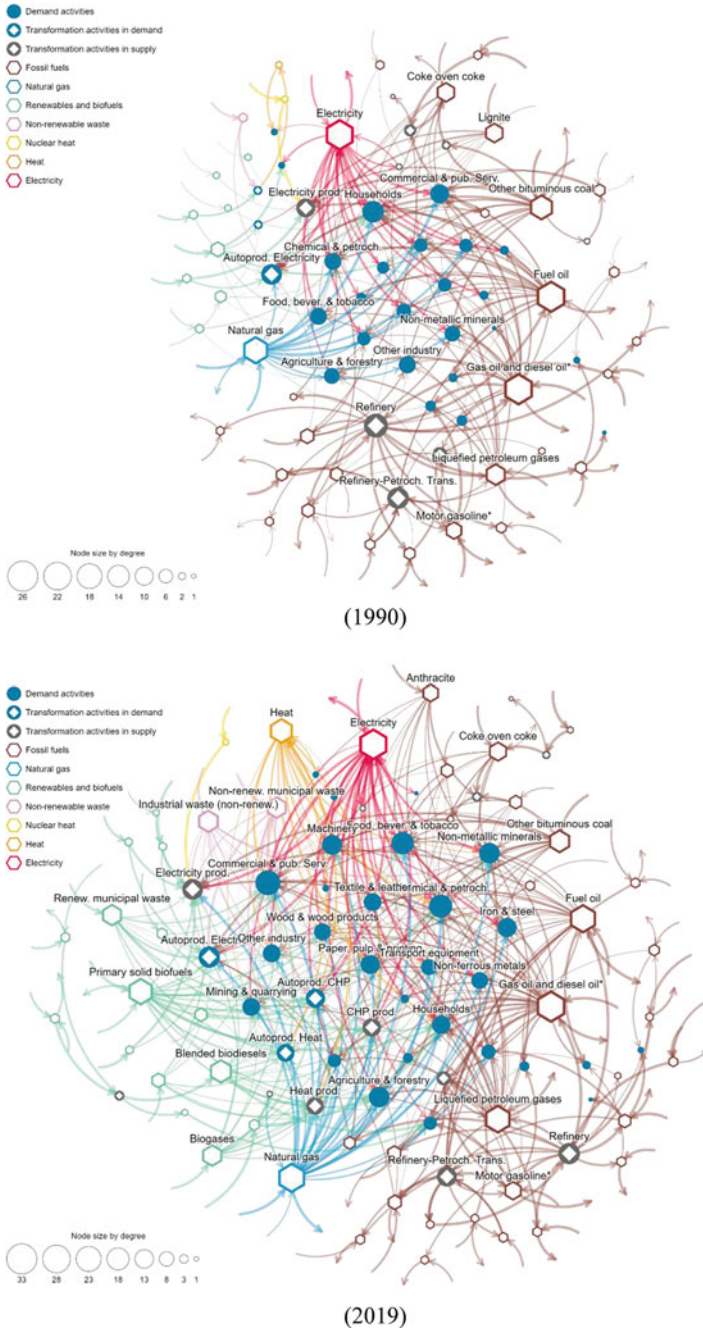 Demand activities
Transformation activities in demand
Transformation activities in supply
Fossil fuels
Natural gas
Renewables and biofuels
Non-renewable waste
Nuclear heat
Heat
Electricity
Coke oven coke
Electricity
Lignite
Commercial & pub. Serv.
Other bituminous coal
Electricity prod.
Households
Chemical & petroch.
Autoprod. Electricity
Fuel oil
Food, bever. & tobacco
Non-metallic minerals
Natural gas
Other industry
Agriculture & forestry
Gas oil and diesel oil*
Refinery
Liquefied petroleum gases
Refinery-Petroch. Trans.
Motor gasoline*
Node size by degree
26 22 18 14 10 6 2 1
(1990)
Demand activities
Transformation activities in demand
Transformation activities in supply
Fossil fuels
Natural gas
Renewables and biofuels
Non-renewable waste
Nuclear heat
Heat
Electricity
Anthracite
Heat
Electricity
Coke oven coke
Non-renew. municipal waste
Industrial waste (non-renew.)
Other bituminous coal
Machinery
Food, bever. & tobacco
Non-metallic minerals
Commercial & pub. Serv.
Electricity prod.
Textile & leather
mical & petroch.
Renew. municipal waste
Fuel oil
Wood & wood products
Iron & steel
Autoprod. Electri
Other industry
Paper, pulp & printing
Transport equipment
Primary solid biofuels
Non-ferrous metals
Mining & quarrying
Autoprod. CHP
Gas oil and diesel oil*
CHP prod.
Households
Autoprod. Heat
Blended biodiesels
Heat prod.
Agriculture & forestry
Liquefied petroleum gases
Biogases
Refinery
Natural gas
Refinery-Petroch. Trans.
Motor gasoline*
Node size by degree
33 28 23 18 13 8 3 1
(2019)